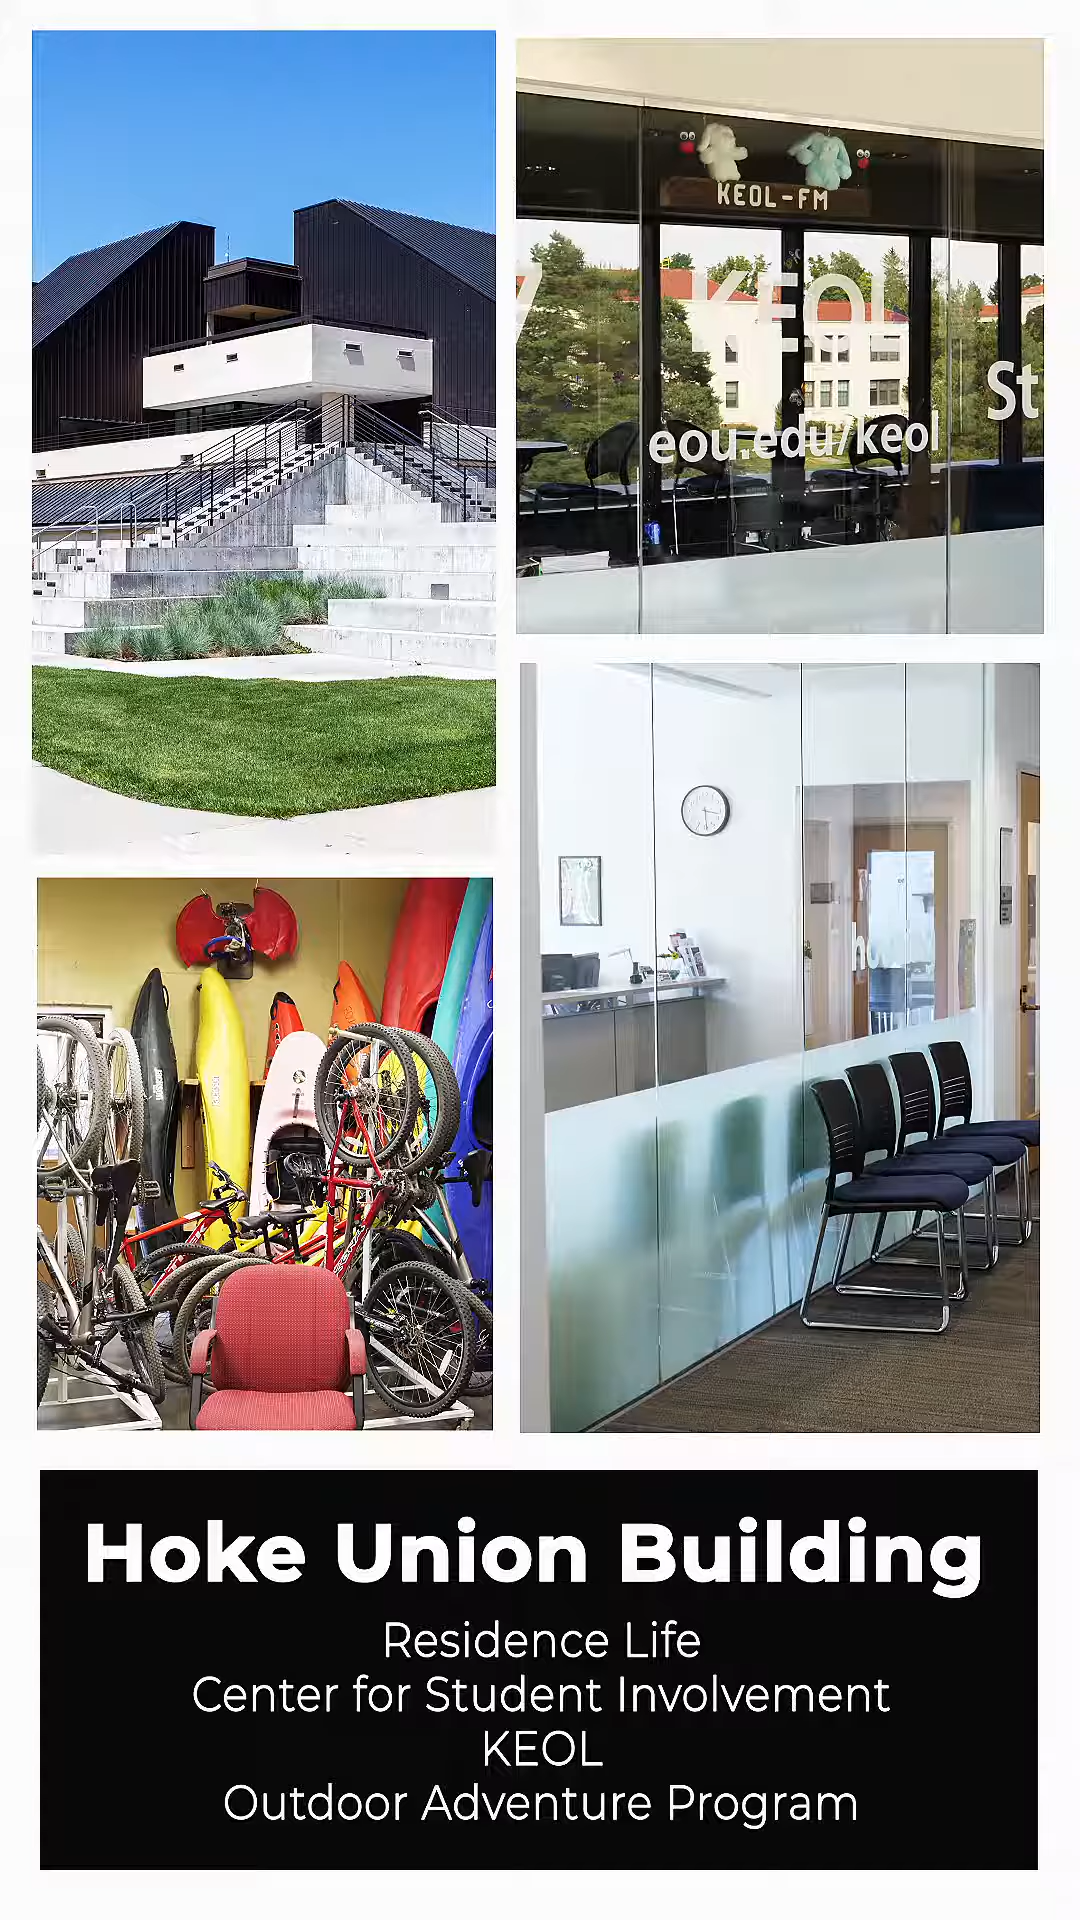 KEOL-FM
KEOL
eou.edu/keol
St
Hoke Union Building
Residence Life
Center for Student Involvement
KEOL
Outdoor Adventure Program